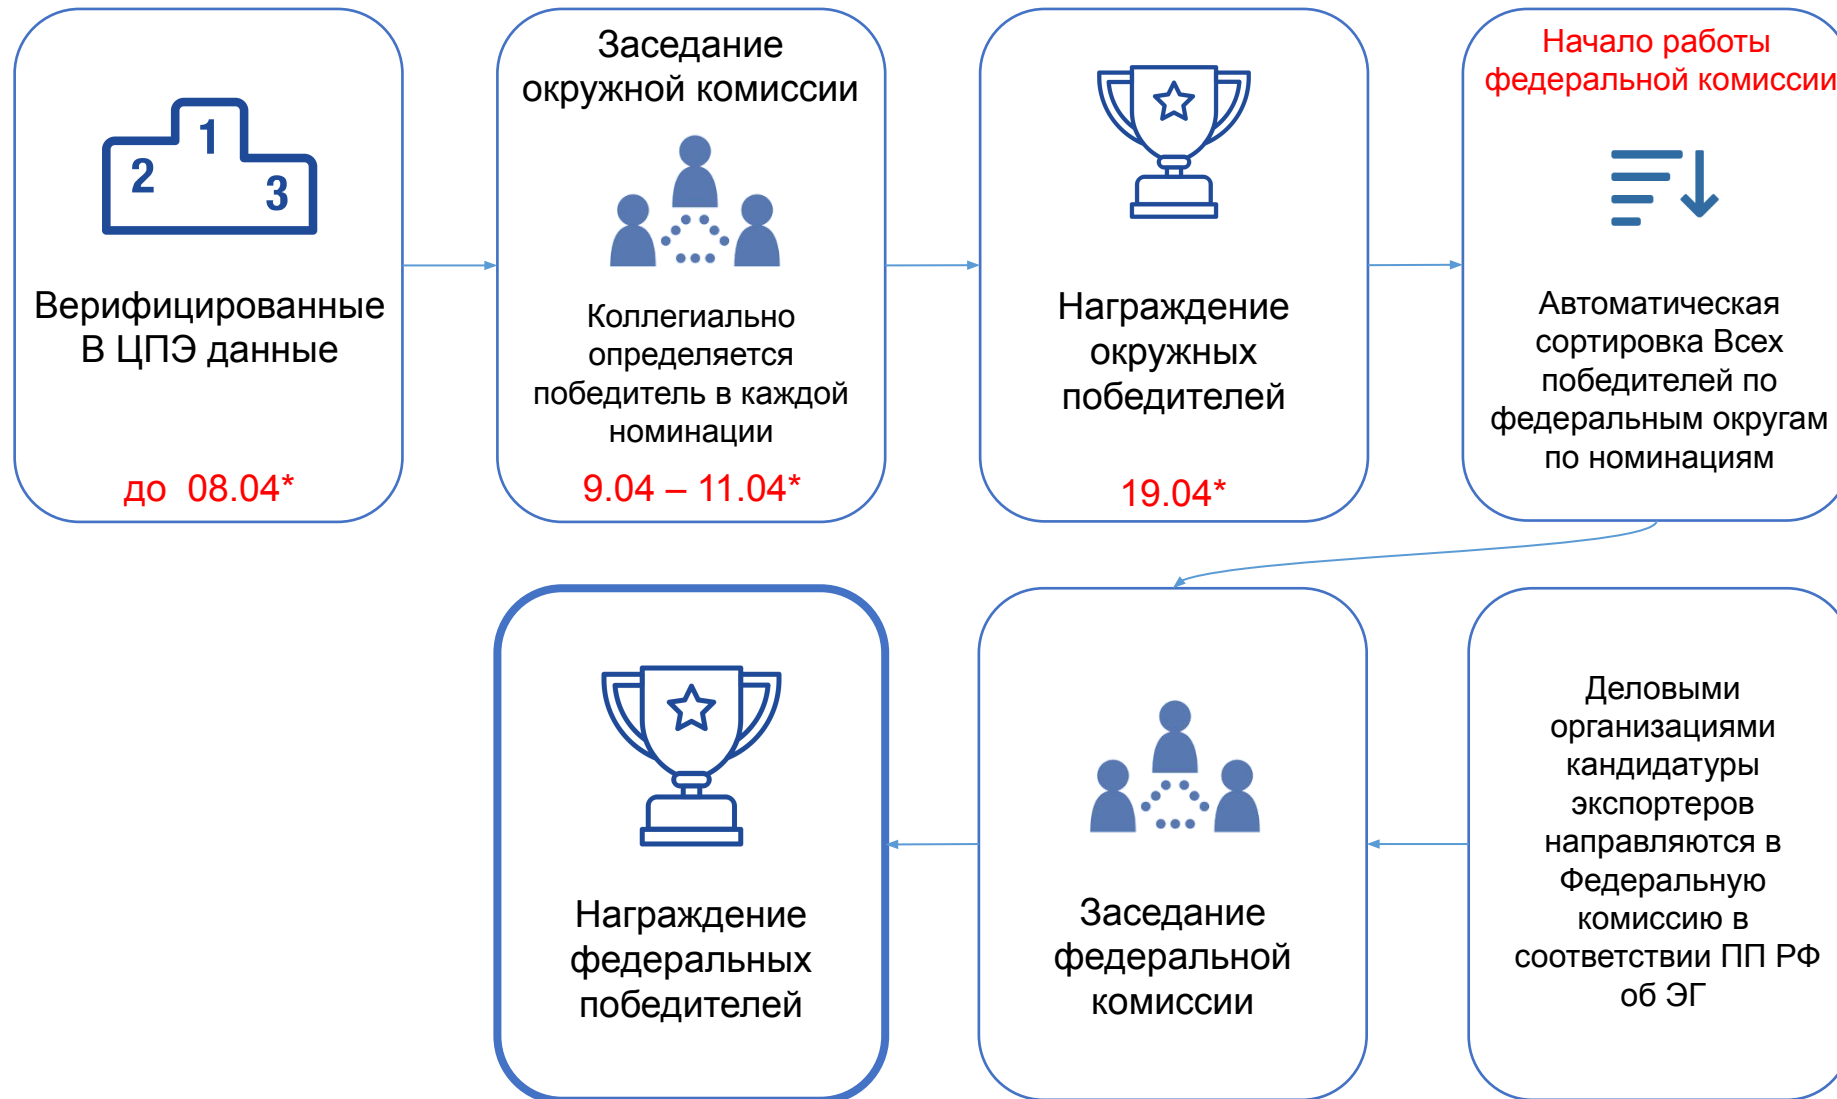 1
2
3
Верифицированные
В ЦПЭ данные
до 08.04*
Заседание
окружной комиссии
Коллегиально
определяется
победитель в каждой
номинации
9.04 – 11.04*
Награждение
окружных
победителей
19.04*
Начало работы
федеральной комиссии
Автоматическая
сортировка Всех
победителей по
федеральным округам
по номинациям
Награждение
федеральных
победителей
Заседание
федеральной
комиссии
Деловыми
организациями
кандидатуры
экспортеров
направляются в
Федеральную
комиссию в
соответствии ПП РФ
об ЭГ